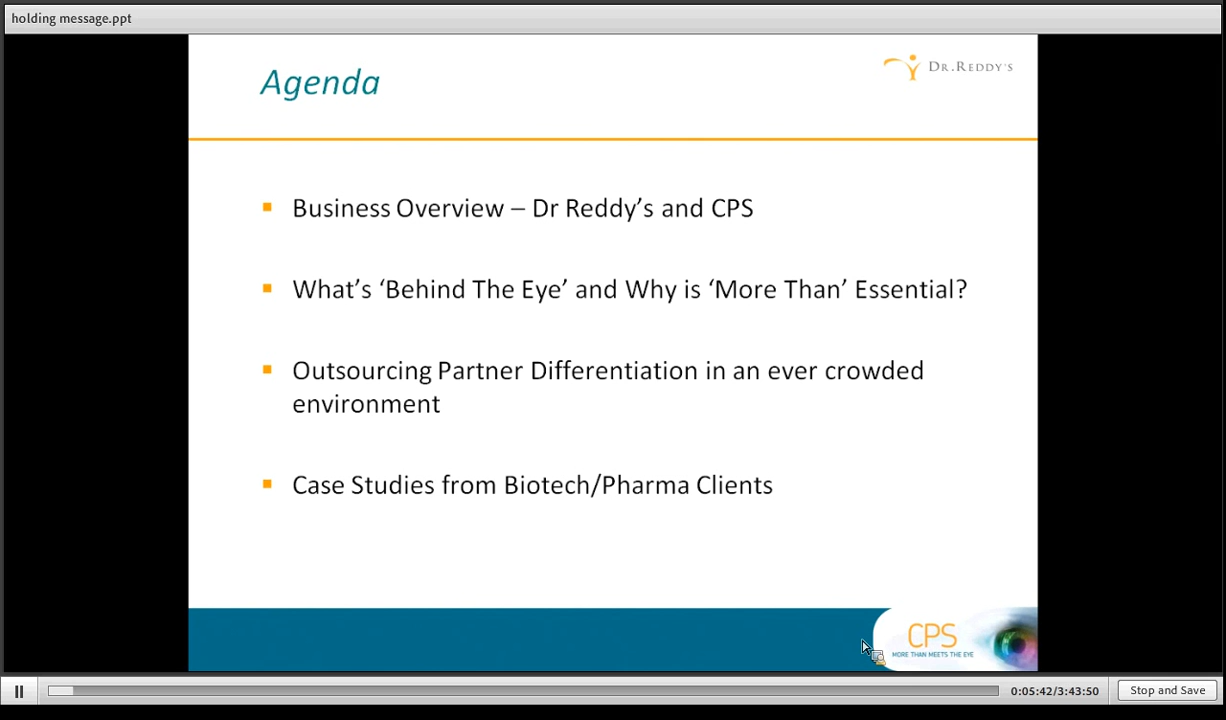 holding message.ppt
Agenda
DR.REDDY'S
Business Overview – Dr Reddy’s and CPS
What’s ‘Behind The Eye’ and Why is ‘More Than’ Essential?
Outsourcing Partner Differentiation in an ever crowded
environment
Case Studies from Biotech/Pharma Clients
CPS
MORE THAN MEETS THE EYE
0:05:42/3:43:50
Stop and Save